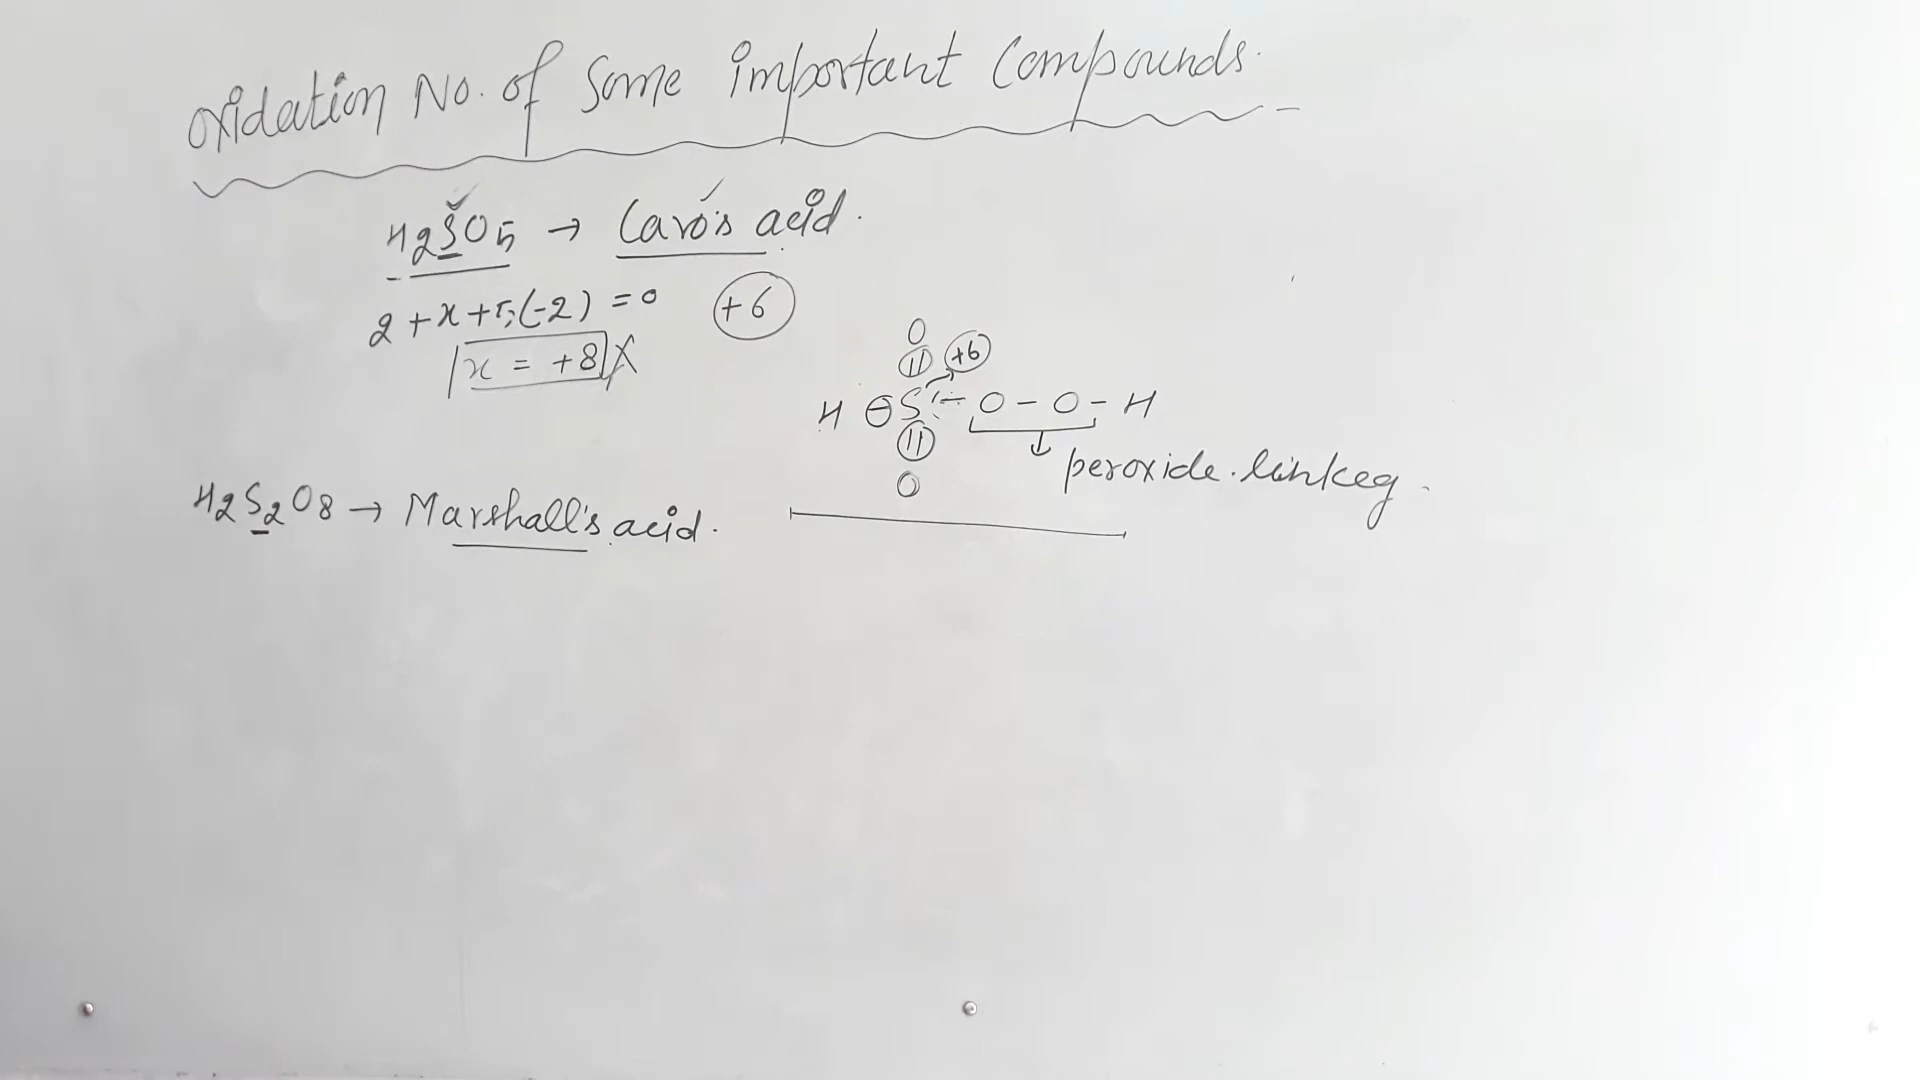 Oxidation No. of Some important Compounds.
H2SO5 → Caro's acid.
2 + x + 5(-2) = 0 +6
x = +8 X
O
|| +6
H O S - O - O - H
||
peroxide linkeg.
O
H2S2O8 → Marshall's acid.